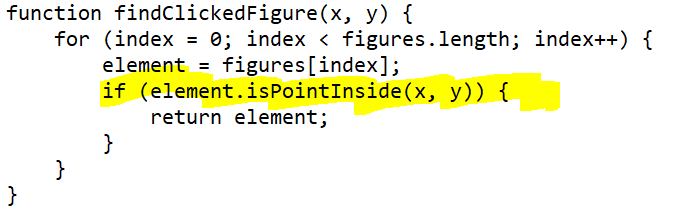 function findClickedFigure(x, y) {
    for (index = 0; index < figures.length; index++) {
        element = figures[index];
        if (element.isPointInside(x, y)) {
            return element;
        }
    }
}